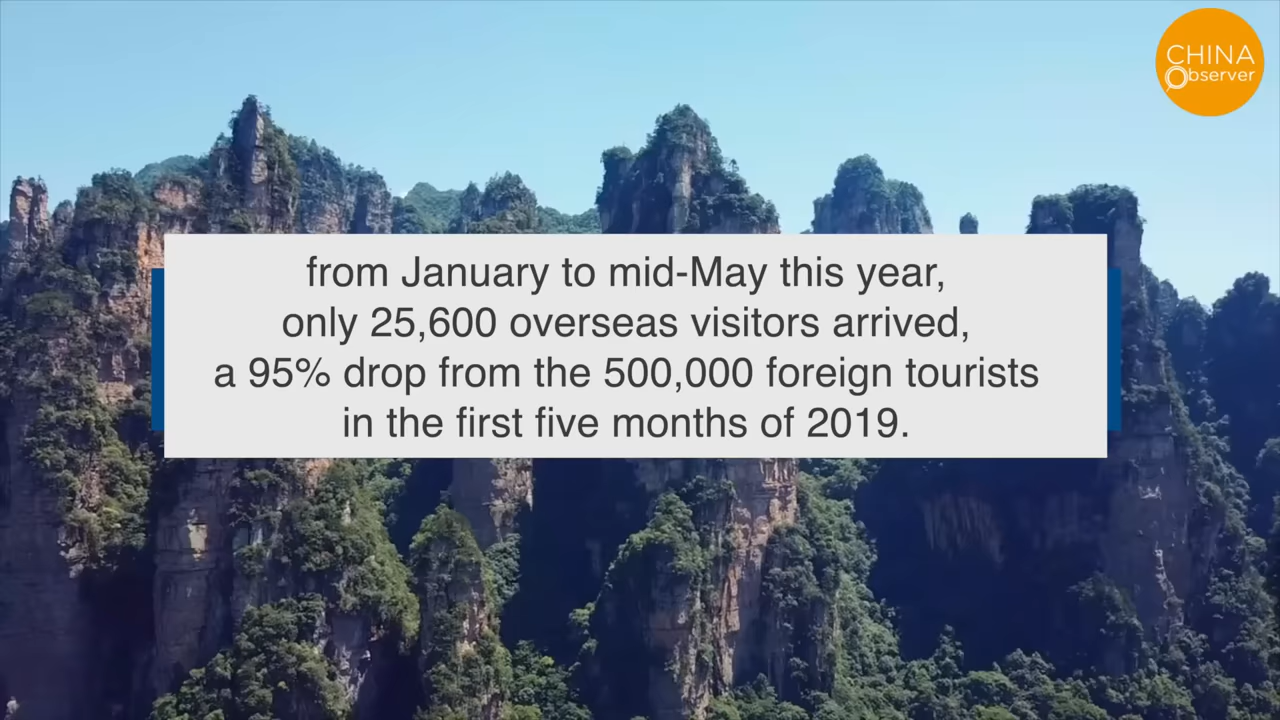 CHINA
Observer
from January to mid-May this year,
only 25,600 overseas visitors arrived,
a 95% drop from the 500,000 foreign tourists
in the first five months of 2019.